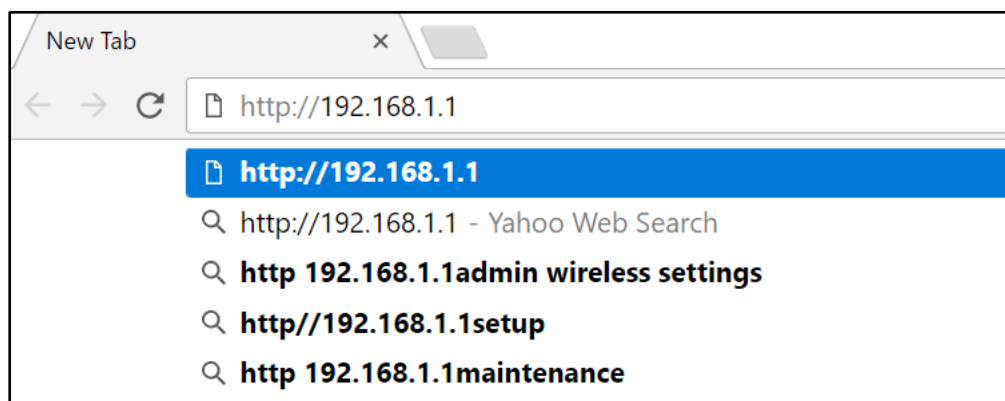 New Tab
http://192.168.1.1
http://192.168.1.1
http://192.168.1.1 - Yahoo Web Search
http 192.168.1.1admin wireless settings
http//192.168.1.1setup
http 192.168.1.1maintenance